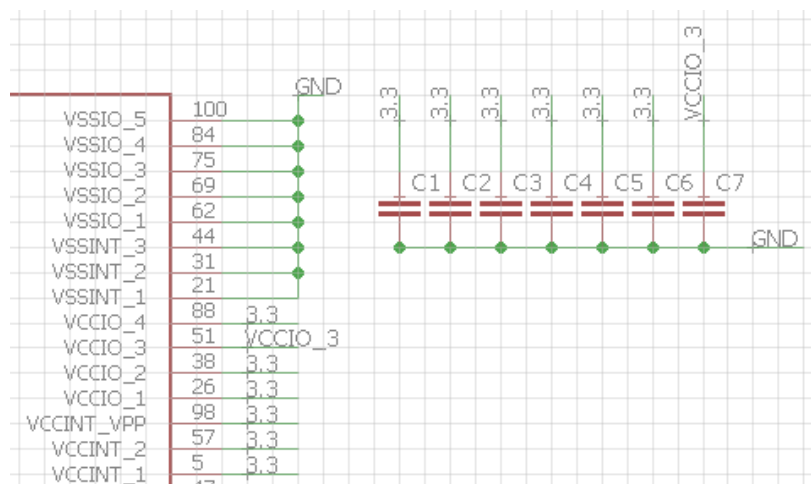 GND
VSSIO_5 100
VSSIO_4 84
VSSIO_3 75
VSSIO_2 69
VSSIO_1 62
VSSINT_3 44
VSSINT_2 31
VSSINT_1 21
VCCIO_4 88 3.3
VCCIO_3 51 VCCIO_3
VCCIO_2 38 3.3
VCCIO_1 26 3.3
VCCINT_VPP 98 3.3
VCCINT_2 57 3.3
VCCINT_1 5 3.3
3.3 3.3 3.3 3.3 3.3 3.3 VCCIO_3
C1 C2 C3 C4 C5 C6 C7
GND